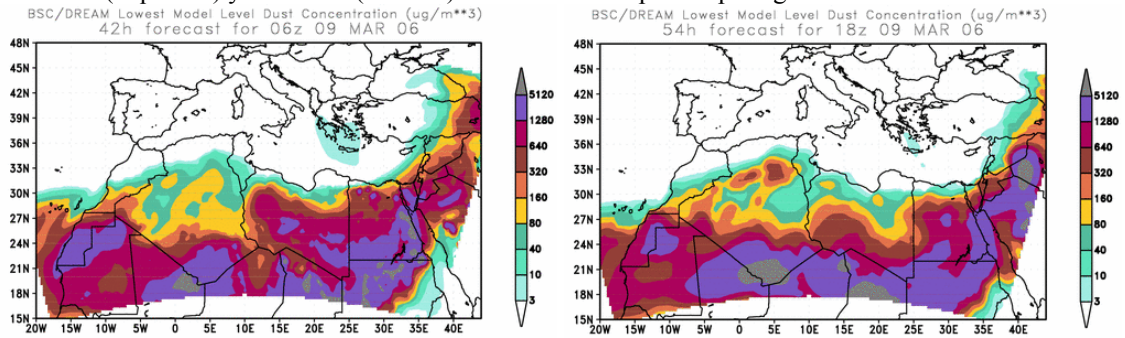 BSC/DREAM Lowest Model Level Dust Concentration (ug/m**3)
42h forecast for 06z 09 MAR 06
48N
45N
42N
39N
36N
33N
30N
27N
24N
21N
18N
15N
20W 15W 10W 5W 0 5E 10E 15E 20E 25E 30E 35E 40E
5120
1280
640
320
160
80
40
10
3
BSC/DREAM Lowest Model Level Dust Concentration (ug/m**3)
54h forecast for 18z 09 MAR 06
48N
45N
42N
39N
36N
33N
30N
27N
24N
21N
18N
15N
20W 15W 10W 5W 0 5E 10E 15E 20E 25E 30E 35E 40E
5120
1280
640
320
160
80
40
10
3